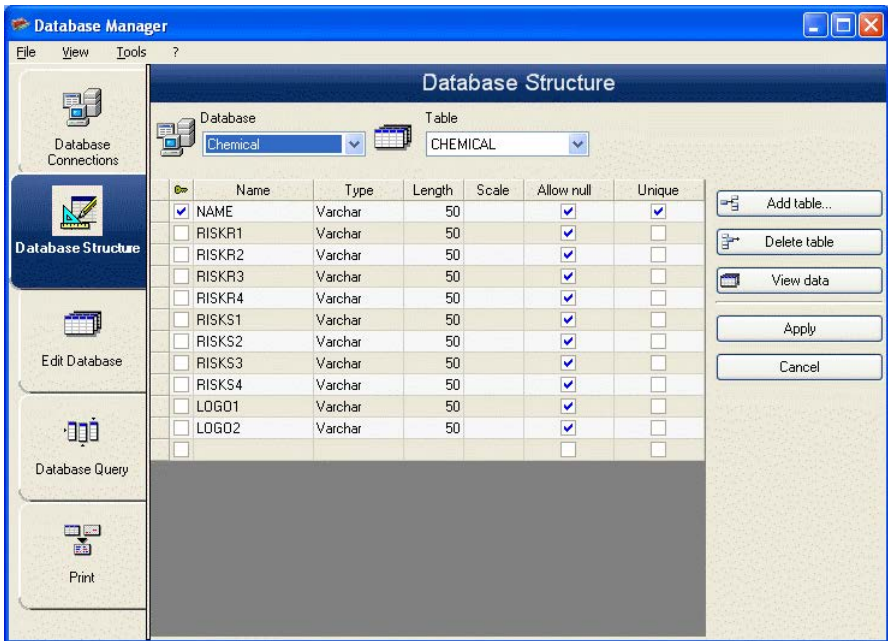 Database Manager
File View Tools ?
Database Structure
Database Connections
Database Structure
Edit Database
Database Query
Print
Database
Chemical
Table
CHEMICAL
Name Type Length Scale Allow null Unique
NAME Varchar 50
RISKR1 Varchar 50
RISKR2 Varchar 50
RISKR3 Varchar 50
RISKR4 Varchar 50
RISKS1 Varchar 50
RISKS2 Varchar 50
RISKS3 Varchar 50
RISKS4 Varchar 50
LOGO1 Varchar 50
LOGO2 Varchar 50
Add table...
Delete table
View data
Apply
Cancel